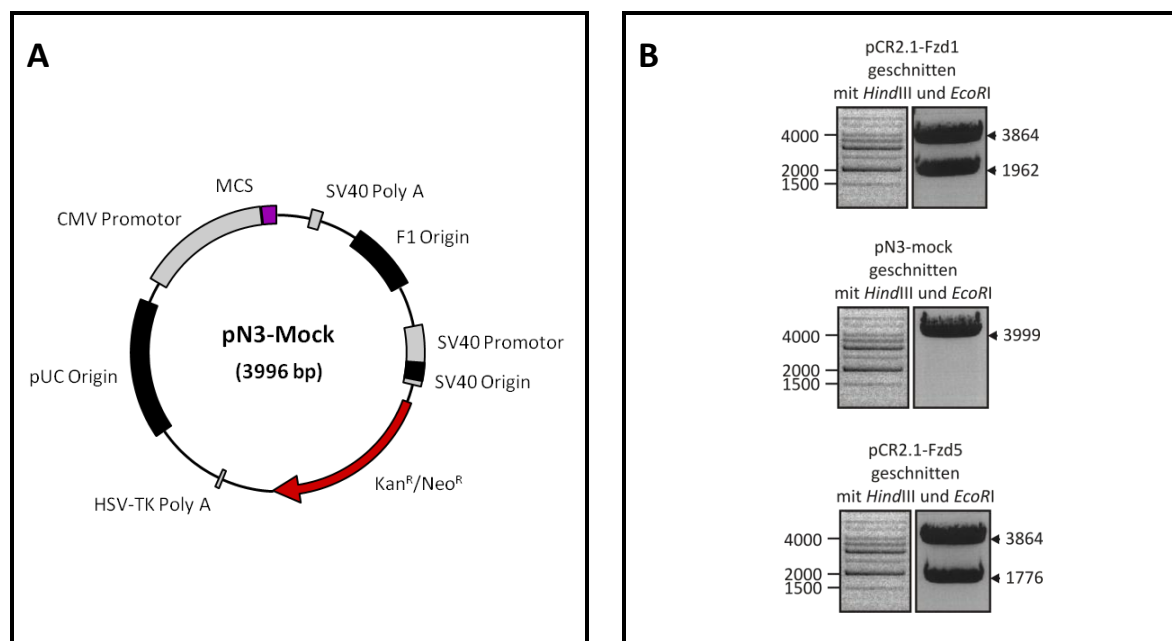 A
MCS
SV40 Poly A
CMV Promotor
F1 Origin
pN3-Mock
(3996 bp)
SV40 Promotor
SV40 Origin
pUC Origin
KanR/NeoR
HSV-TK Poly A
B
pCR2.1-Fzd1
geschnitten
mit HindIII und EcoRI
4000
3864
2000
1962
1500
pN3-mock
geschnitten
mit HindIII und EcoRI
4000
3999
2000
1500
pCR2.1-Fzd5
geschnitten
mit HindIII und EcoRI
4000
3864
2000
1776
1500